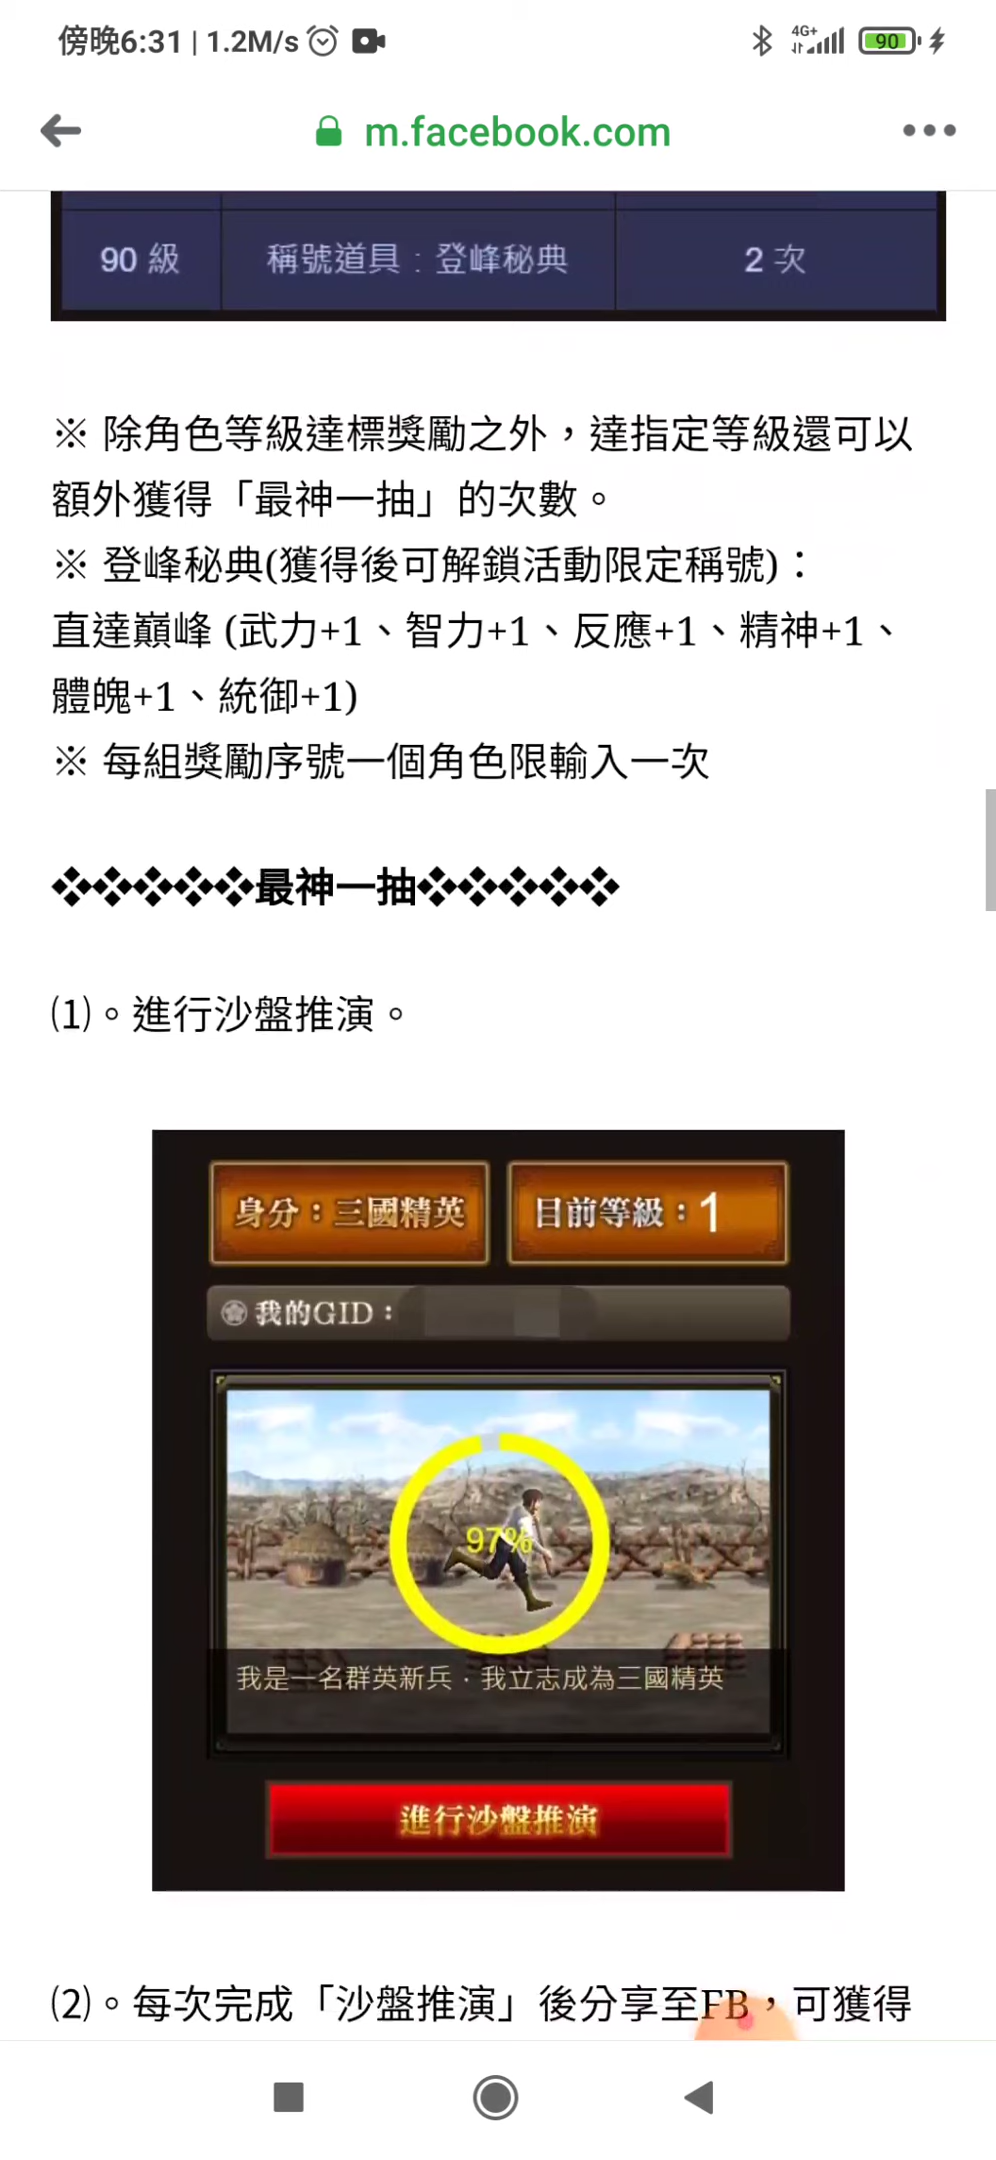 傍晚6:31 | 1.2M/s
4G+
90
m.facebook.com
90 級 稱號道具：登峰秘典 2 次
※ 除角色等級達標獎勵之外，達指定等級還可以
額外獲得「最神一抽」的次數。
※ 登峰秘典(獲得後可解鎖活動限定稱號)：
直達巔峰 (武力+1、智力+1、反應+1、精神+1、
體魄+1、統御+1)
※ 每組獎勵序號一個角色限輸入一次
❖❖❖❖❖最神一抽❖❖❖❖❖
(1)。進行沙盤推演。
身分：三國精英 目前等級：1
我的GID：
97%
我是一名群英新兵．我立志成為三國精英
進行沙盤推演
(2)。每次完成「沙盤推演」後分享至FB，可獲得